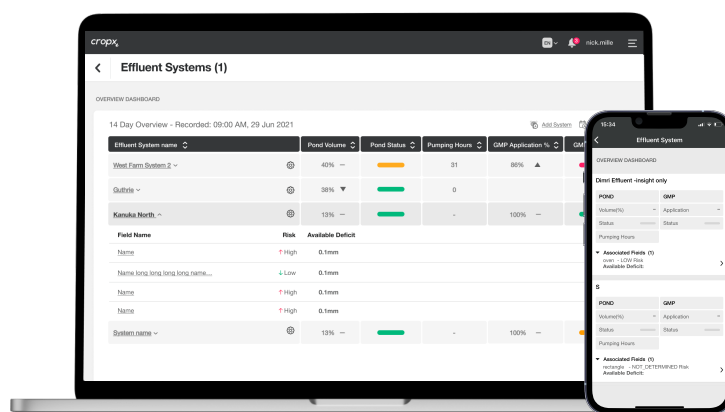 cropx
EN
3
nick.mille
Effluent Systems (1)
OVERVIEW DASHBOARD
14 Day Overview - Recorded: 09:00 AM, 29 Jun 2021
Add System
Effluent System name Pond Volume Pond Status Pumping Hours GMP Application % GM
West Farm System 2 40% 31 86%
Guthrie 38% 0
Kanuka North 13% - 100%
Field Name Risk Available Deficit
Name High 0.1mm
Name long long long long name... Low 0.1mm
Name High 0.1mm
Name High 0.1mm
System name 13% - 100%
15:34
Effluent System
OVERVIEW DASHBOARD
Dimri Effluent -insight only
POND GMP
Volume(%) - Application -
Status Status
Pumping Hours
Associated Fields (1)
oven - LOW Risk
Available Deficit:
S
POND GMP
Volume(%) - Application -
Status Status
Pumping Hours
Associated Fields (1)
rectangle - NOT_DETERMINED Risk
Available Deficit: